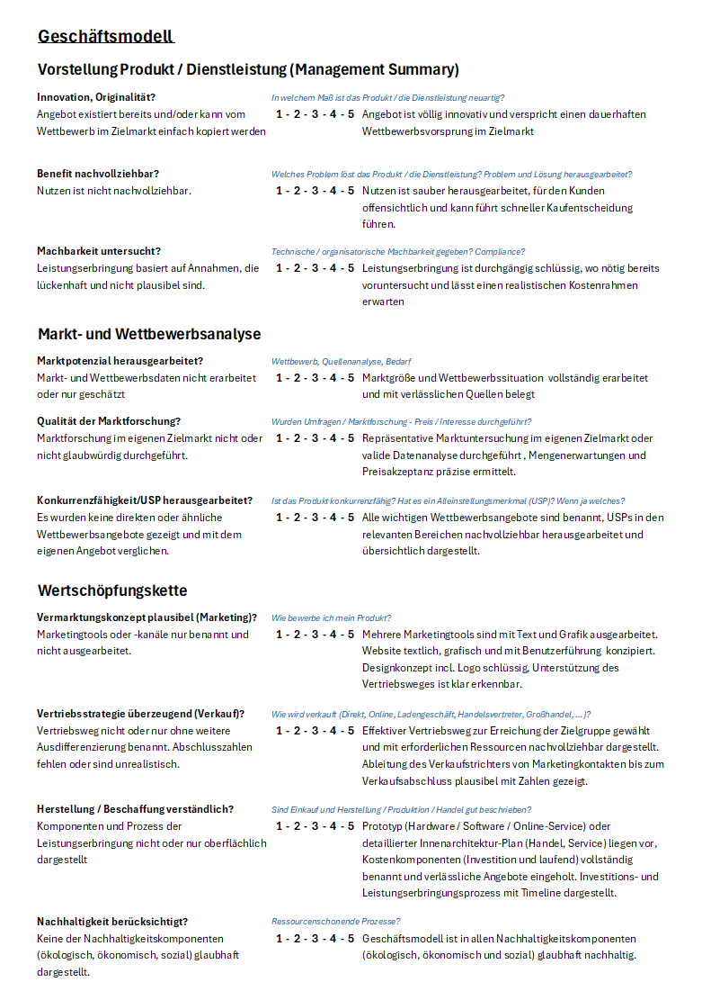 Geschäftsmodell
Vorstellung Produkt / Dienstleistung (Management Summary)
Innovation, Originalität? In welchem Maß ist das Produkt / die Dienstleistung neuartig?
Angebot existiert bereits und/oder kann vom 1 - 2 - 3 - 4 - 5 Angebot ist völlig innovativ und verspricht einen dauerhaften
Wettbewerb im Zielmarkt einfach kopiert werden Wettbewerbsvorsprung im Zielmarkt
Benefit nachvollziehbar? Welches Problem löst das Produkt / die Dienstleistung? Problem und Lösung herausgearbeitet?
Nutzen ist nicht nachvollziehbar. 1 - 2 - 3 - 4 - 5 Nutzen ist sauber herausgearbeitet, für den Kunden
offensichtlich und kann führt schneller Kaufentscheidung
führen.
Machbarkeit untersucht? Technische / organisatorische Machbarkeit gegeben? Compliance?
Leistungserbringung basiert auf Annahmen, die 1 - 2 - 3 - 4 - 5 Leistungserbringung ist durchgängig schlüssig, wo nötig bereits
lückenhaft und nicht plausibel sind. voruntersucht und lässt einen realistischen Kostenrahmen
erwarten
Markt- und Wettbewerbsanalyse
Marktpotenzial herausgearbeitet? Wettbewerb, Quellenanalyse, Bedarf
Markt- und Wettbewerbsdaten nicht erarbeitet 1 - 2 - 3 - 4 - 5 Marktgröße und Wettbewerbssituation vollständig erarbeitet
oder nur geschätzt und mit verlässlichen Quellen belegt
Qualität der Marktforschung? Wurden Umfragen / Marktforschung - Preis / Interesse durchgeführt?
Marktforschung im eigenen Zielmarkt nicht oder 1 - 2 - 3 - 4 - 5 Repräsentative Marktuntersuchung im eigenen Zielmarkt oder
nicht glaubwürdig durchgeführt. valide Datenanalyse durchgeführt , Mengenerwartungen und
Preisakzeptanz präzise ermittelt.
Konkurrenzfähigkeit/USP herausgearbeitet? Ist das Produkt konkurrenzfähig? Hat es ein Alleinstellungsmerkmal (USP)? Wenn ja welches?
Es wurden keine direkten oder ähnliche 1 - 2 - 3 - 4 - 5 Alle wichtigen Wettbewerbsangebote sind benannt, USPs in den
Wettbewerbsangebote gezeigt und mit dem relevanten Bereichen nachvollziehbar herausgearbeitet und
eigenen Angebot verglichen. übersichtlich dargestellt.
Wertschöpfungskette
Vermarktungskonzept plausibel (Marketing)? Wie bewerbe ich mein Produkt?
Marketingtools oder -kanäle nur benannt und 1 - 2 - 3 - 4 - 5 Mehrere Marketingtools sind mit Text und Grafik ausgearbeitet.
nicht ausgearbeitet. Website textlich, grafisch und mit Benutzerführung konzipiert.
Designkonzept incl. Logo schlüssig, Unterstützung des
Vertriebsweges ist klar erkennbar.
Vertriebsstrategie überzeugend (Verkauf)? Wie wird verkauft (Direkt, Online, Ladengeschäft, Handelsvertreter, Großhandel, ...)?
Vertriebsweg nicht oder nur ohne weitere 1 - 2 - 3 - 4 - 5 Effektiver Vertriebsweg zur Erreichung der Zielgruppe gewählt
Ausdifferenzierung benannt. Abschlusszahlen und mit erforderlichen Ressourcen nachvollziehbar dargestellt.
fehlen oder sind unrealistisch. Ableitung des Verkaufstrichters von Marketingkontakten bis zum
Verkaufsabschluss plausibel mit Zahlen gezeigt.
Herstellung / Beschaffung verständlich? Sind Einkauf und Herstellung / Produktion / Handel gut beschrieben?
Komponenten und Prozess der 1 - 2 - 3 - 4 - 5 Prototyp (Hardware / Software / Online-Service) oder
Leistungserbringung nicht oder nur oberflächlich detaillierter Innenarchitektur-Plan (Handel, Service) liegen vor,
dargestellt Kostenkomponenten (Investition und laufend) vollständig
benannt und verlässliche Angebote eingeholt. Investitions- und
Leistungserbringungsprozess mit Timeline dargestellt.
Nachhaltigkeit berücksichtigt? Ressourcenschonende Prozesse?
Keine der Nachhaltigkeitskomponenten 1 - 2 - 3 - 4 - 5 Geschäftsmodell ist in allen Nachhaltigkeitskomponenten
(ökologisch, ökonomisch, sozial) glaubhaft (ökologisch, ökonomisch und sozial) glaubhaft nachhaltig.
dargestellt.